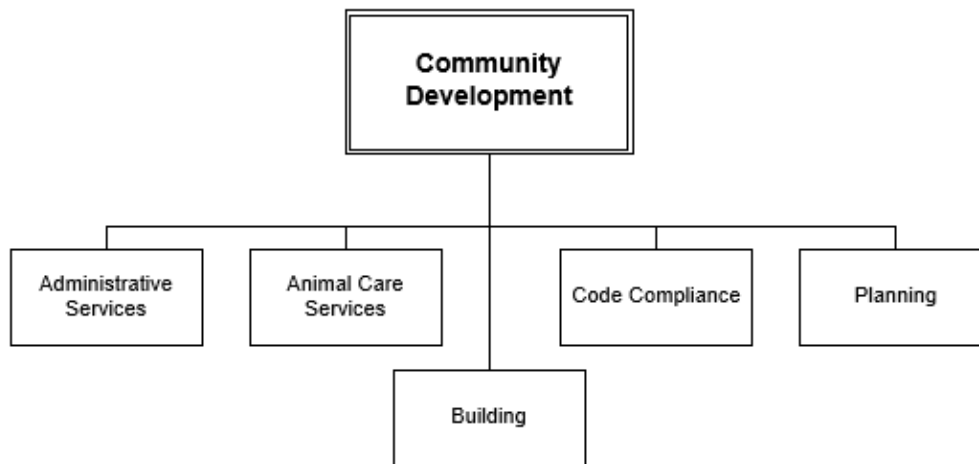 Community
Development
Administrative
Services
Animal Care
Services
Code Compliance
Planning
Building